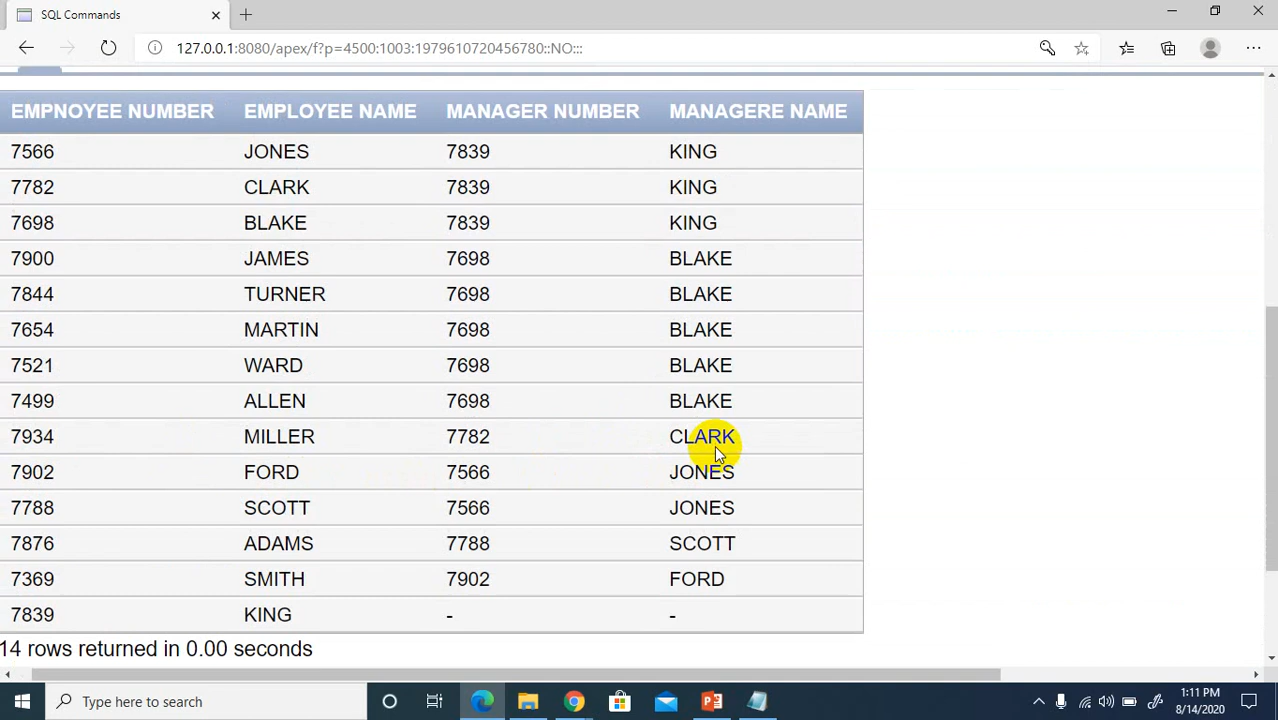 SQL Commands
127.0.0.1:8080/apex/f?p=4500:1003:1979610720456780::NO:::
EMPNOYEE NUMBER EMPLOYEE NAME MANAGER NUMBER MANAGERE NAME
7566 JONES 7839 KING
7782 CLARK 7839 KING
7698 BLAKE 7839 KING
7900 JAMES 7698 BLAKE
7844 TURNER 7698 BLAKE
7654 MARTIN 7698 BLAKE
7521 WARD 7698 BLAKE
7499 ALLEN 7698 BLAKE
7934 MILLER 7782 CLARK
7902 FORD 7566 JONES
7788 SCOTT 7566 JONES
7876 ADAMS 7788 SCOTT
7369 SMITH 7902 FORD
7839 KING - -
14 rows returned in 0.00 seconds
Type here to search
1:11 PM
8/14/2020